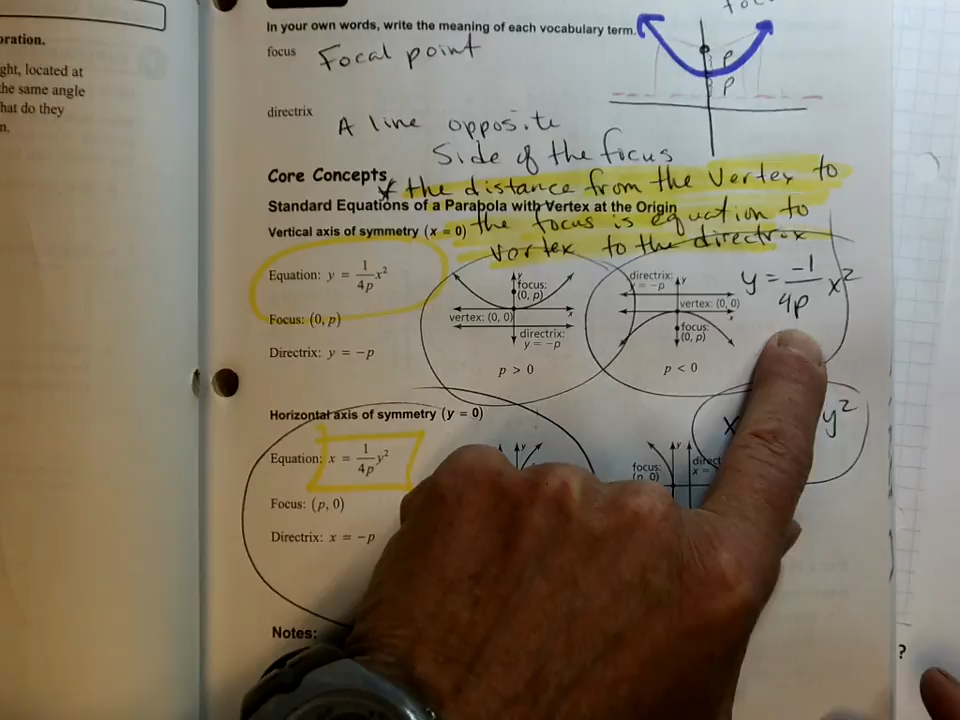 oration.
ght, located at
the same angle
hat do they
n.
In your own words, write the meaning of each vocabulary term.
focus Focal point
P
P
directrix A line opposite
Side of the focus
Core Concepts * the distance from the vertex to
Standard Equations of a Parabola with Vertex at the Origin
the focus is equation to
Vertical axis of symmetry (x = 0)
vortex to the directrix
Equation: y = 1/4p x²
Focus: (0, p)
Directrix: y = −p
y
focus:
(0, p)
vertex: (0, 0)
x
directrix:
y = −p
p > 0
directrix:
y = −p
y
vertex: (0, 0)
x
focus:
(0, p)
p < 0
y = -1/4p x²
Horizontal axis of symmetry (y = 0)
Equation: x = 1/4p y²
Focus: (p, 0)
Directrix: x = −p
y
focus:
(p, 0)
y
direct
x =
x
y²
Notes:
?